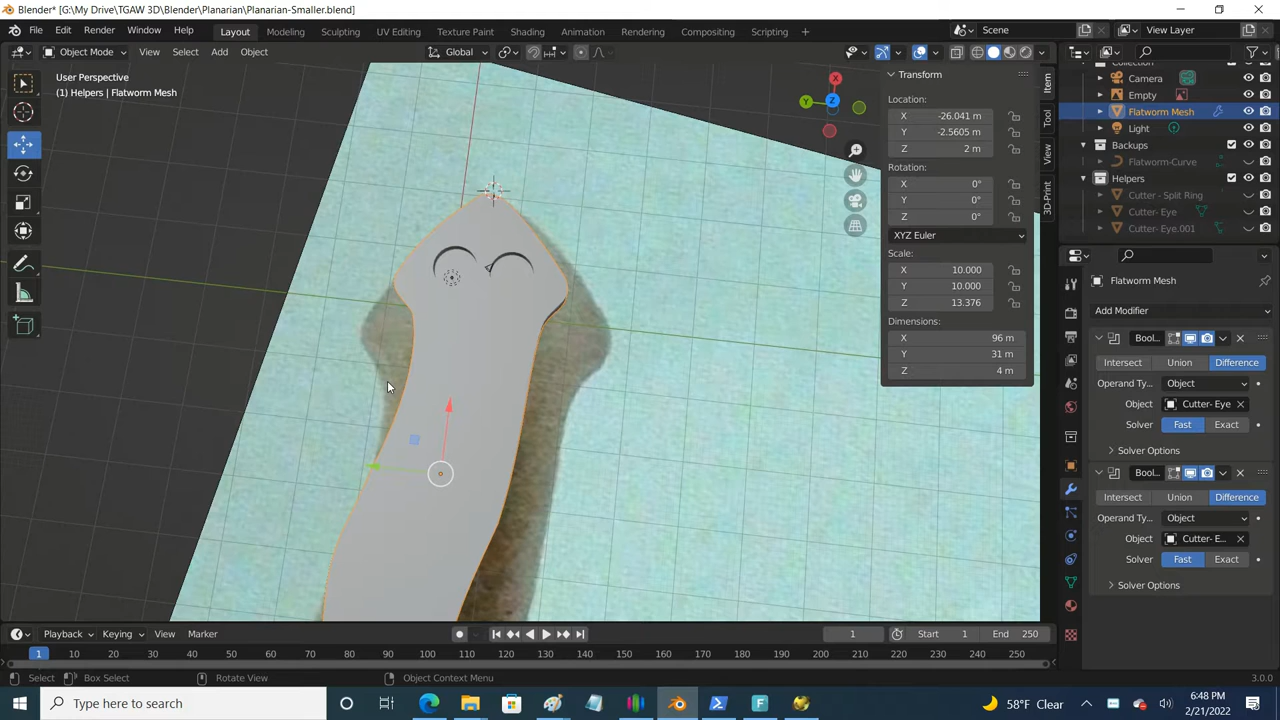 Blender* [G:\My Drive\TGAW 3D\Blender\Planarian\Planarian-Smaller.blend]
File Edit Render Window Help Layout Modeling Sculpting UV Editing Texture Paint Shading Animation Rendering Compositing Scripting + Scene View Layer
Object Mode View Select Add Object Global
User Perspective
(1) Helpers | Flatworm Mesh
X
Y
Z
Transform
Location:
X -26.041 m
Y -2.5605 m
Z 2 m
Rotation:
X 0°
Y 0°
Z 0°
XYZ Euler
Scale:
X 10.000
Y 10.000
Z 13.376
Dimensions:
X 96 m
Y 31 m
Z 4 m
Item
Tool
View
3D-Print
Camera
Empty
Flatworm Mesh
Light
Backups
Flatworm-Curve
Helpers
Cutter - Split Ring
Cutter- Eye
Cutter- Eye.001
Flatworm Mesh
Add Modifier
Bool...
Intersect Union Difference
Operand Ty... Object
Object Cutter- Eye
Solver Fast Exact
Solver Options
Bool...
Intersect Union Difference
Operand Ty... Object
Object Cutter- E...
Solver Fast Exact
Solver Options
Playback Keying View Marker 1 Start 1 End 250
1 10 20 30 40 50 60 70 80 90 100 110 120 130 140 150 160 170 180 190 200 210 220 230 240 250
Select Box Select Rotate View Object Context Menu 3.0.0
Type here to search
58°F Clear
6:48 PM
2/21/2022